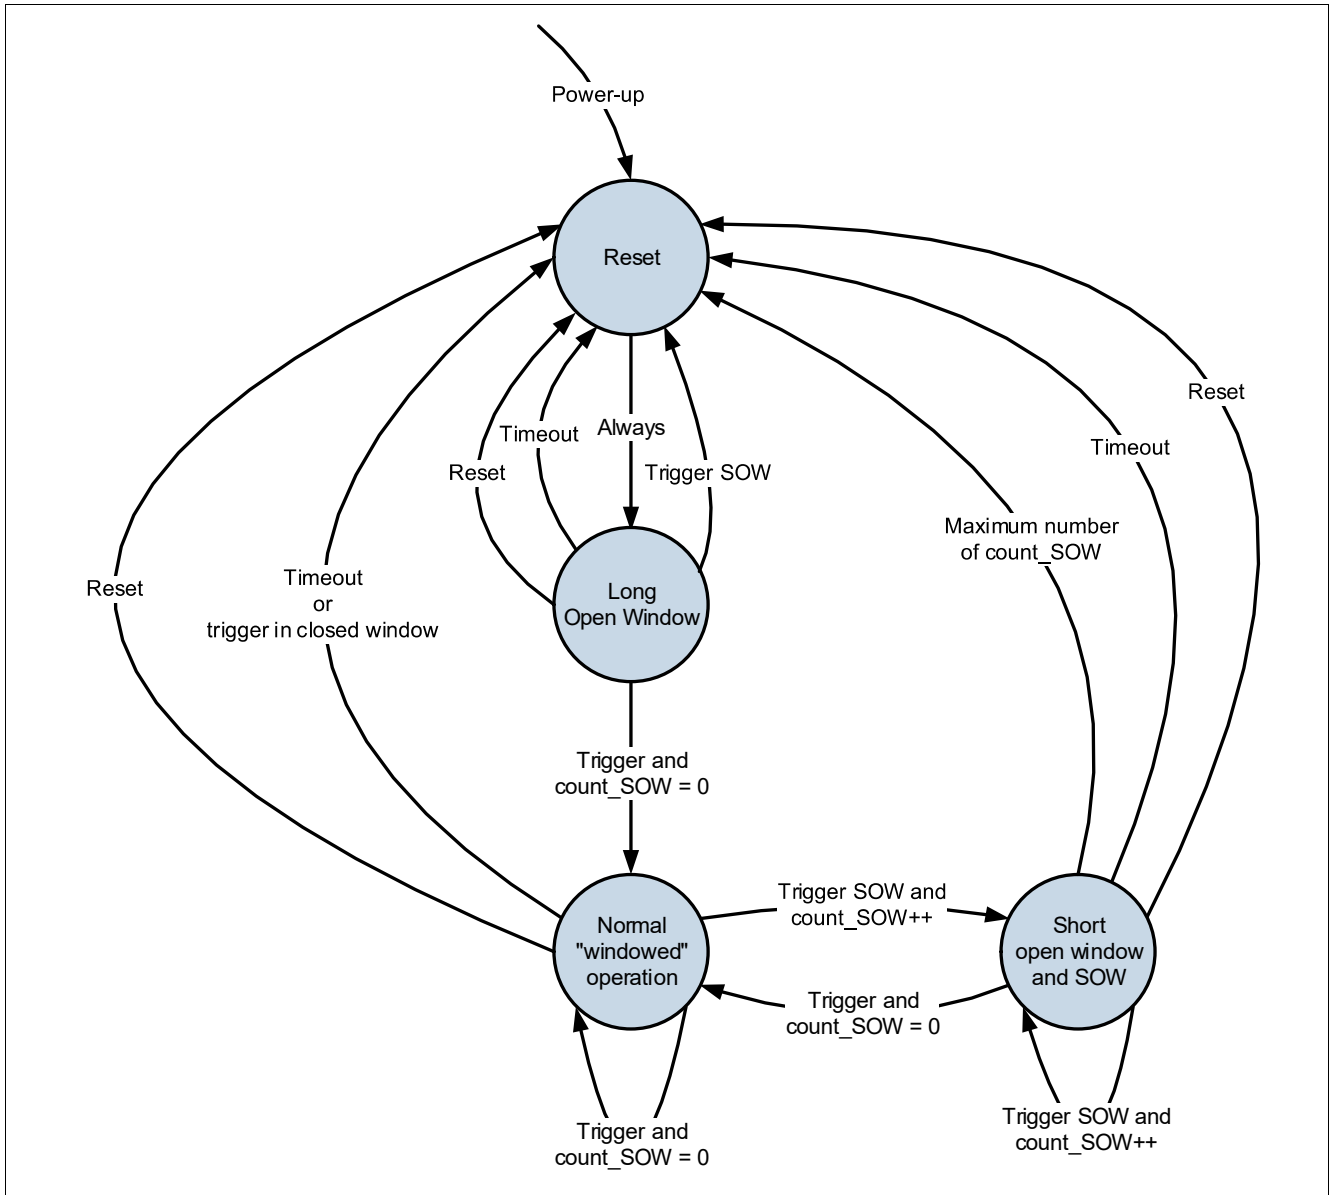 Power-up
Reset
Reset
Timeout
Always
Timeout
Reset
Trigger SOW
Maximum number
of count_SOW
Reset
Timeout
or
trigger in closed window
Long
Open Window
Trigger and
count_SOW = 0
Trigger SOW and
count_SOW++
Normal
"windowed"
operation
Short
open window
and SOW
Trigger and
count_SOW = 0
Trigger and
count_SOW = 0
Trigger SOW and
count_SOW++